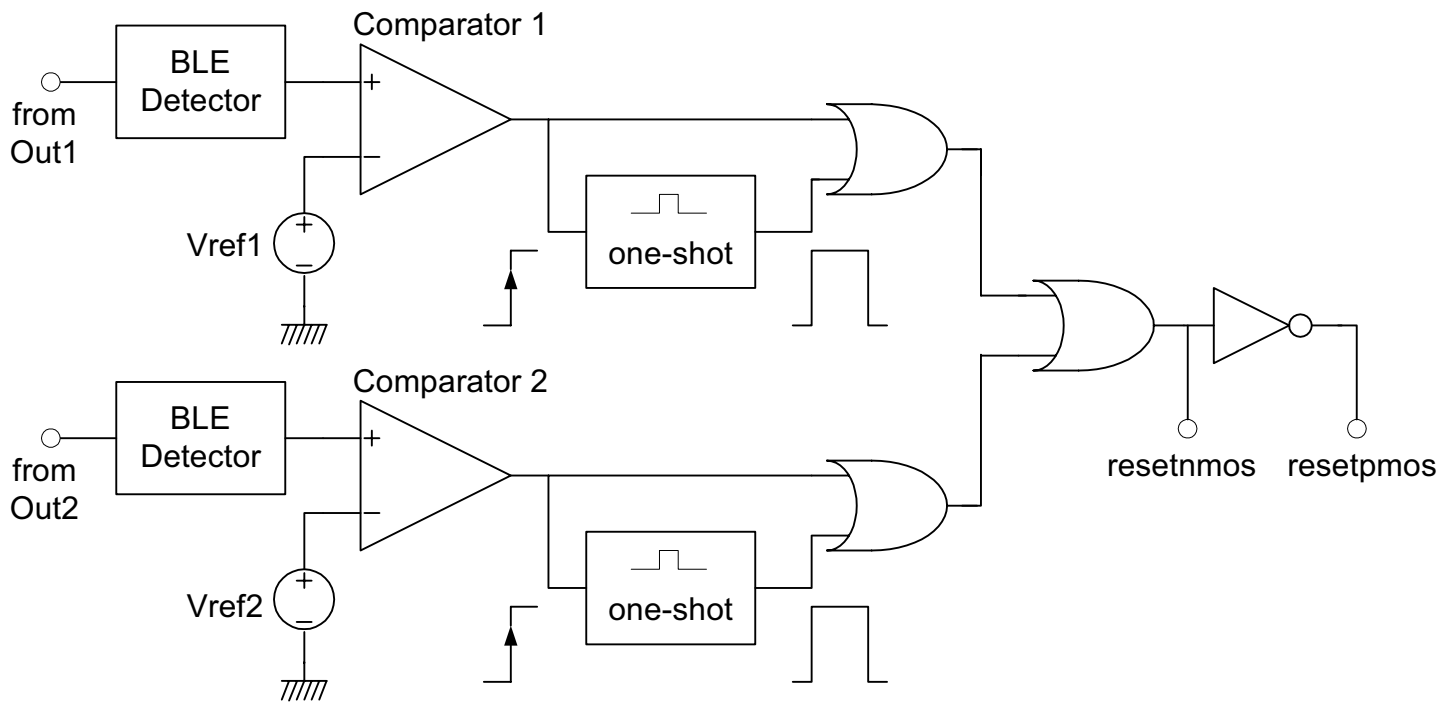 Comparator 1
BLE
Detector
+
from
Out1
−
Vref1
+
−
one-shot
Comparator 2
BLE
Detector
+
from
Out2
−
Vref2
+
−
one-shot
resetnmos
resetpmos